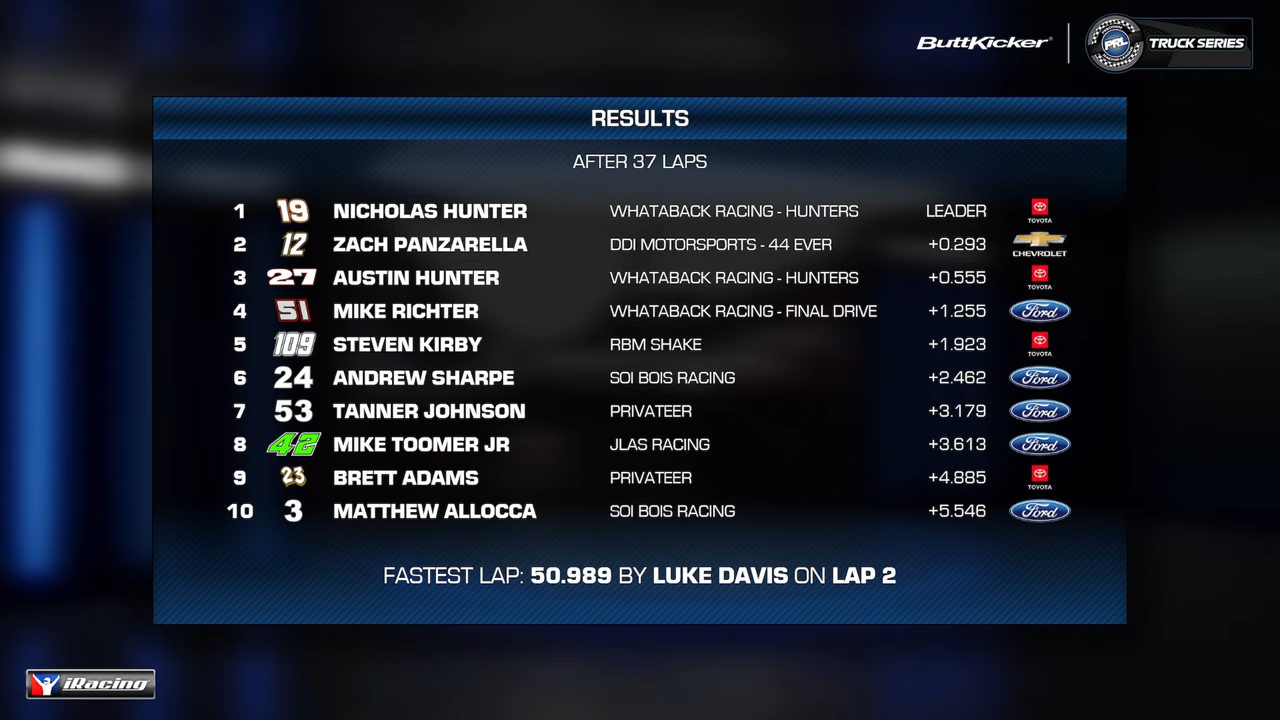 ButtKicker
PRL
TRUCK SERIES
RESULTS
AFTER 37 LAPS
1 19 NICHOLAS HUNTER WHATABACK RACING - HUNTERS LEADER TOYOTA
2 12 ZACH PANZARELLA DDI MOTORSPORTS - 44 EVER +0.293 CHEVROLET
3 27 AUSTIN HUNTER WHATABACK RACING - HUNTERS +0.555 TOYOTA
4 51 MIKE RICHTER WHATABACK RACING - FINAL DRIVE +1.255 Ford
5 109 STEVEN KIRBY RBM SHAKE +1.923 TOYOTA
6 24 ANDREW SHARPE SOI BOIS RACING +2.462 Ford
7 53 TANNER JOHNSON PRIVATEER +3.179 Ford
8 42 MIKE TOOMER JR JLAS RACING +3.613 Ford
9 23 BRETT ADAMS PRIVATEER +4.885 TOYOTA
10 3 MATTHEW ALLOCCA SOI BOIS RACING +5.546 Ford
FASTEST LAP: 50.989 BY LUKE DAVIS ON LAP 2
iRacing